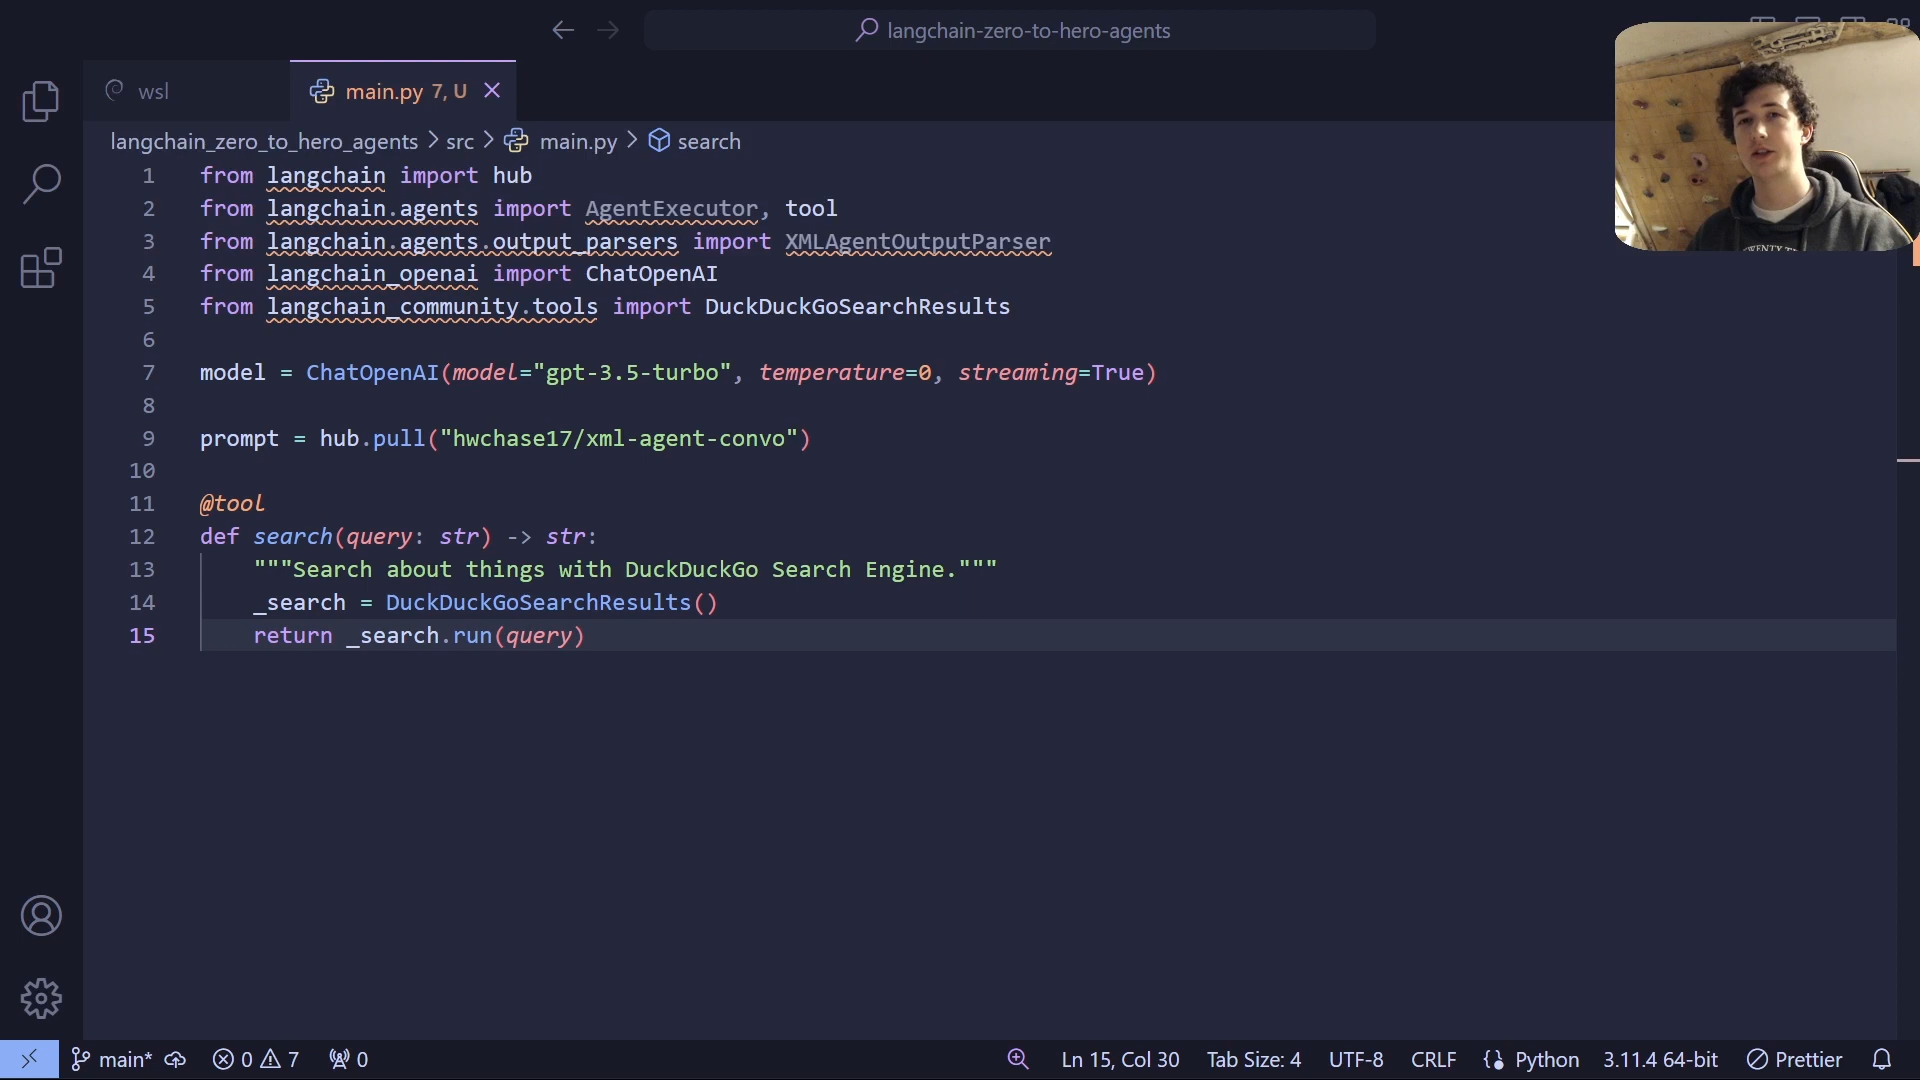 langchain-zero-to-hero-agents
wsl
main.py 7, U
langchain_zero_to_hero_agents > src > main.py > search
1 from langchain import hub
2 from langchain.agents import AgentExecutor, tool
3 from langchain.agents.output_parsers import XMLAgentOutputParser
4 from langchain_openai import ChatOpenAI
5 from langchain_community.tools import DuckDuckGoSearchResults
6
7 model = ChatOpenAI(model="gpt-3.5-turbo", temperature=0, streaming=True)
8
9 prompt = hub.pull("hwchase17/xml-agent-convo")
10
11 @tool
12 def search(query: str) -> str:
13     """Search about things with DuckDuckGo Search Engine."""
14     _search = DuckDuckGoSearchResults()
15     return _search.run(query)
main* 0 7 0 Ln 15, Col 30 Tab Size: 4 UTF-8 CRLF Python 3.11.4 64-bit Prettier